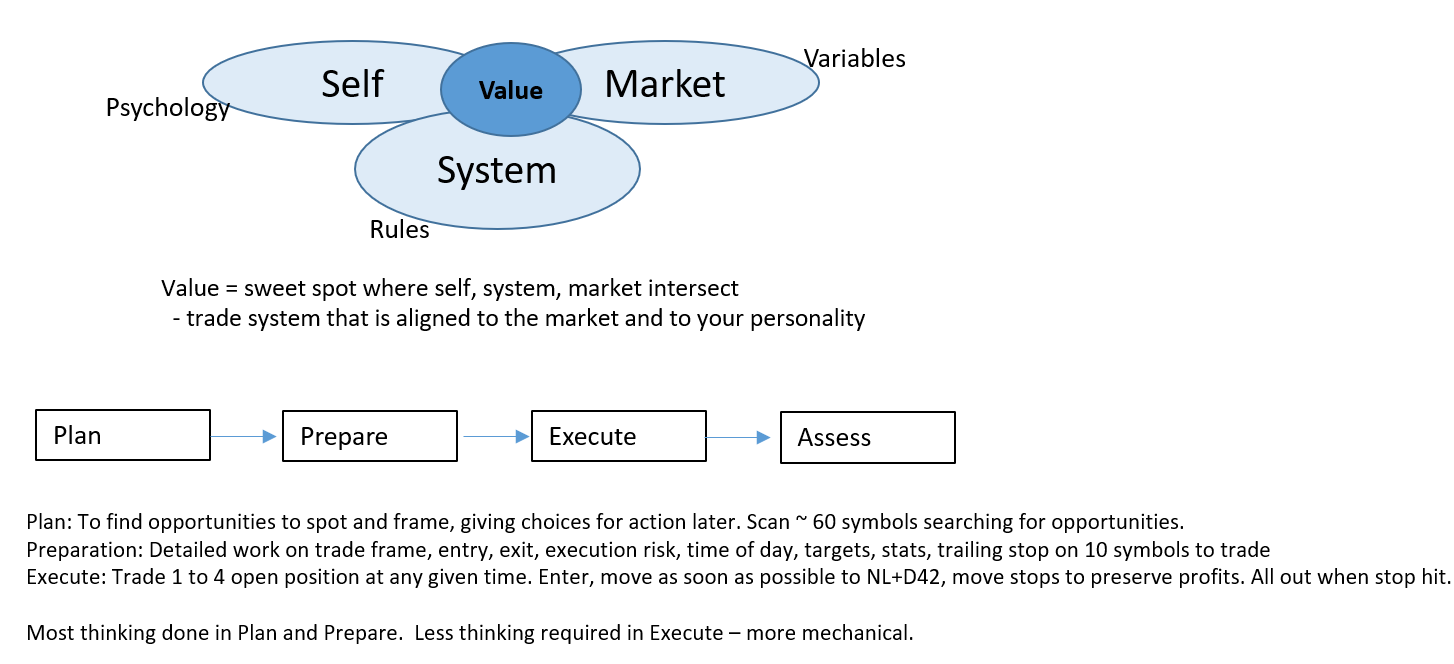 Variables
Self
Value
Market
Psychology
System
Rules
Value = sweet spot where self, system, market intersect
- trade system that is aligned to the market and to your personality
Plan
Prepare
Execute
Assess
Plan: To find opportunities to spot and frame, giving choices for action later. Scan ~ 60 symbols searching for opportunities.
Preparation: Detailed work on trade frame, entry, exit, execution risk, time of day, targets, stats, trailing stop on 10 symbols to trade
Execute: Trade 1 to 4 open position at any given time. Enter, move as soon as possible to NL+D42, move stops to preserve profits. All out when stop hit.
Most thinking done in Plan and Prepare.  Less thinking required in Execute – more mechanical.